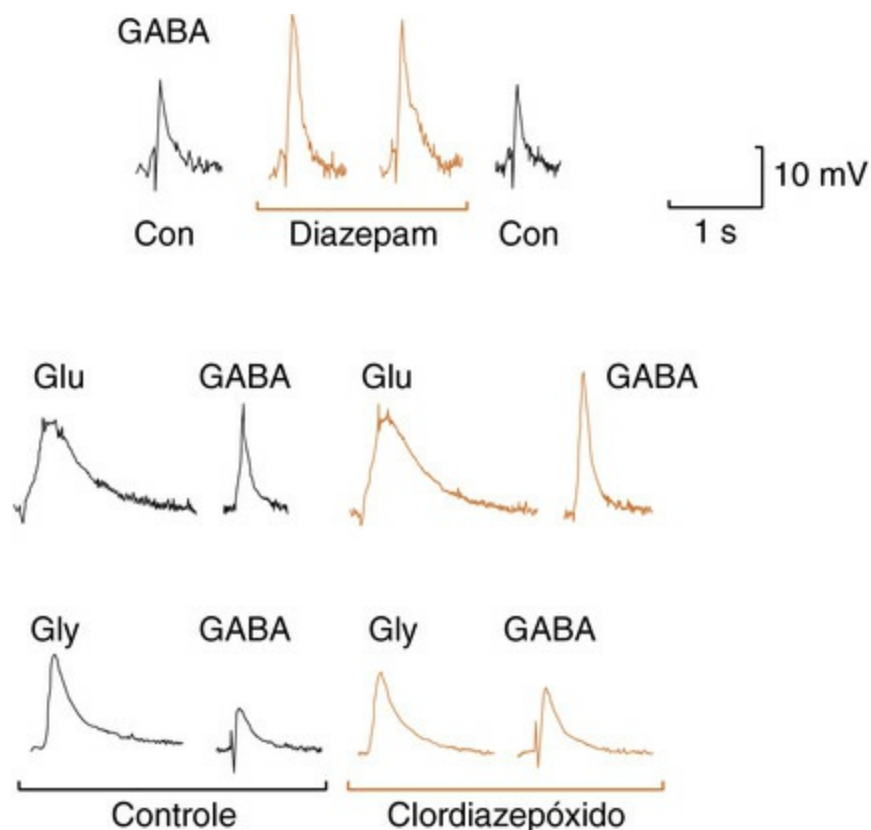 GABA
10 mV
Con Diazepam Con 1 s
Glu GABA Glu GABA
Gly GABA Gly GABA
Controle Clordiazepóxido